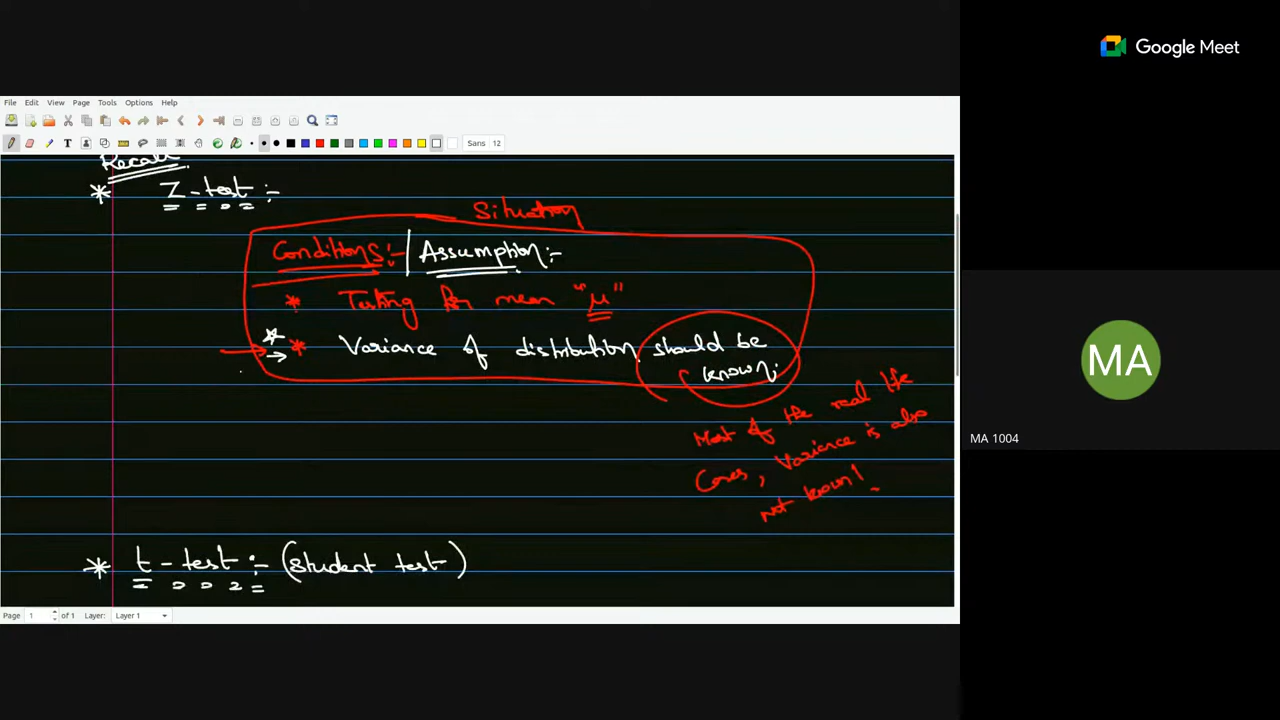 Google Meet
File Edit View Page Tools Options Help
Sans 12
Recall
* Z-test :-
Situation
Conditions :- | Assumption :-
* Testing for mean "μ"
* Variance of distribution should be
known.
Most of the real life
Cases, Variance is also
not known!
* t-test :- (student test)
MA
MA 1004
Page 1 of 1 Layer: Layer 1